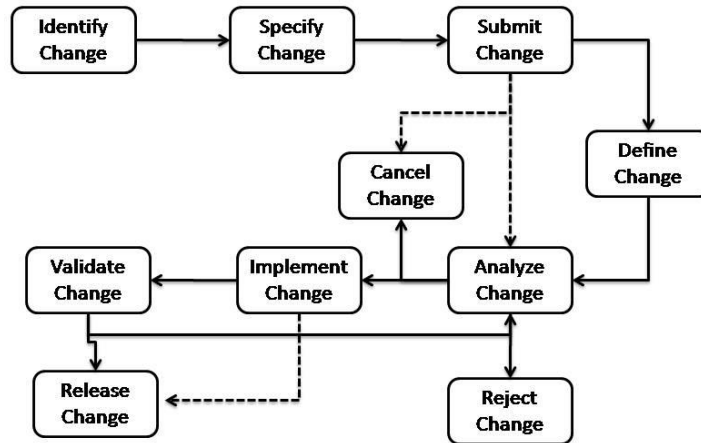 Identify
Change
Specify
Change
Submit
Change
Define
Change
Cancel
Change
Validate
Change
Implement
Change
Analyze
Change
Release
Change
Reject
Change